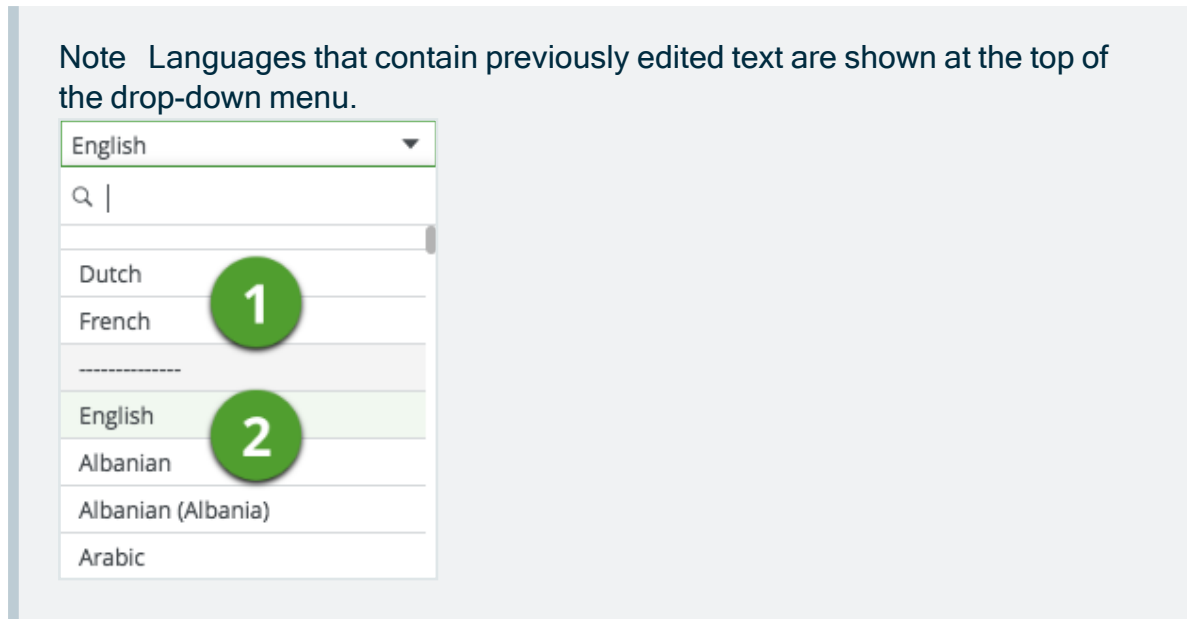 Note Languages that contain previously edited text are shown at the top of
the drop-down menu.
English
Dutch
1
French
--------------
English
2
Albanian
Albanian (Albania)
Arabic